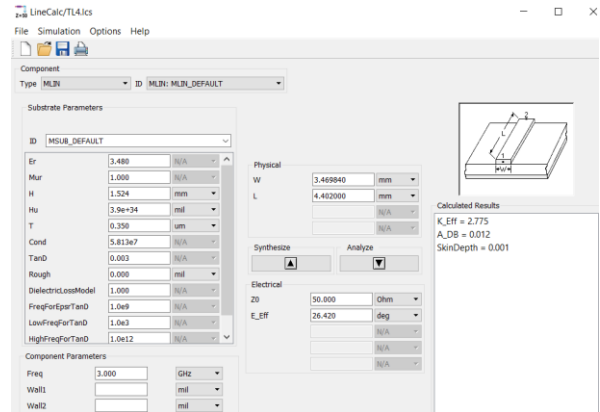 LineCalc/TL4.lcs
File Simulation Options Help
Component
Type MLIN ID MLIN: MLIN_DEFAULT
Substrate Parameters
ID MSUB_DEFAULT
Er 3.480 N/A
Mur 1.000 N/A
H 1.524 mm
Hu 3.9e+34 mil
T 0.350 um
Cond 5.813e7 N/A
TanD 0.003 N/A
Rough 0.000 mil
DielectricLossModel 1.000 N/A
FreqForEpsrTanD 1.0e9 N/A
LowFreqForTanD 1.0e3 N/A
HighFreqForTanD 1.0e12 N/A
Component Parameters
Freq 3.000 GHz
Wall1 mil
Wall2 mil
Physical
W 3.469840 mm
L 4.402000 mm
N/A
N/A
Synthesize Analyze
Electrical
Z0 50.000 Ohm
E_Eff 26.420 deg
N/A
N/A
N/A
2
L
1
W
Calculated Results
K_Eff = 2.775
A_DB = 0.012
SkinDepth = 0.001